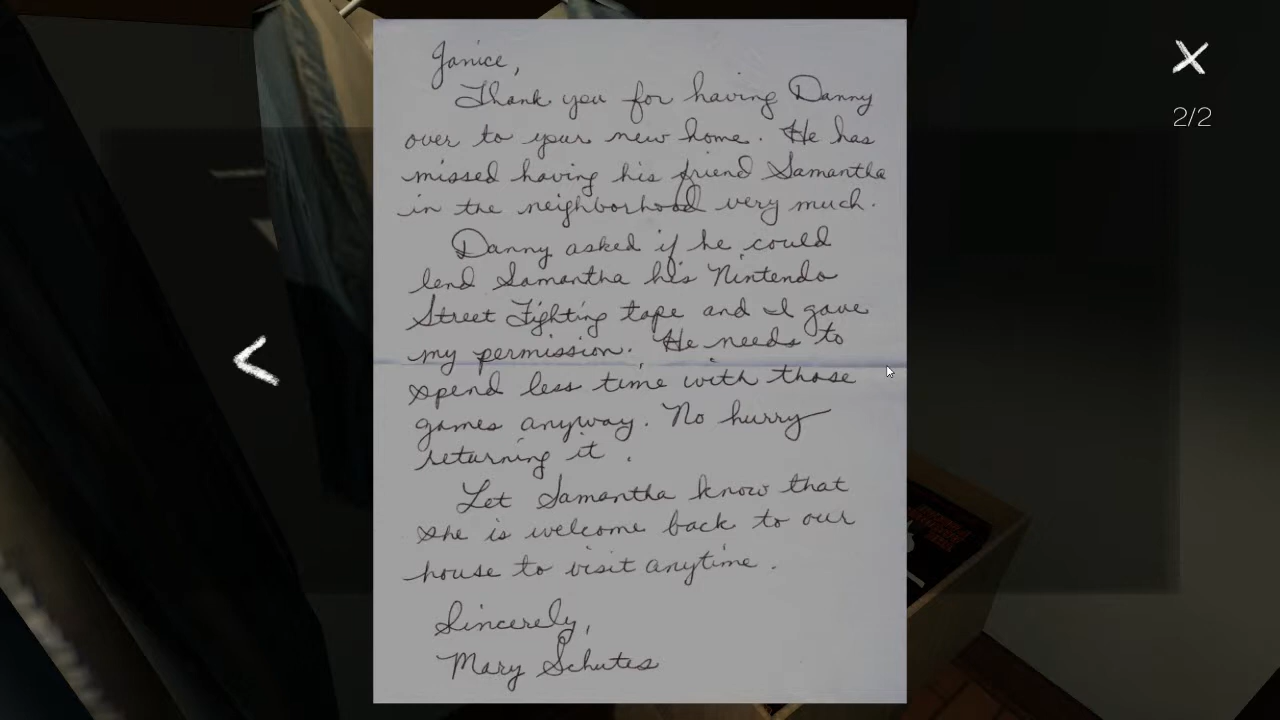 Janice,
Thank you for having Danny
over to your new home. He has
missed having his friend Samantha
in the neighborhood very much.
Danny asked if he could
lend Samantha his Nintendo
Street Fighting tape and I gave
my permission. He needs to
spend less time with those
games anyway. No hurry
returning it.
Let Samantha know that
she is welcome back to our
house to visit anytime.
Sincerely,
Mary Schutes
2/2